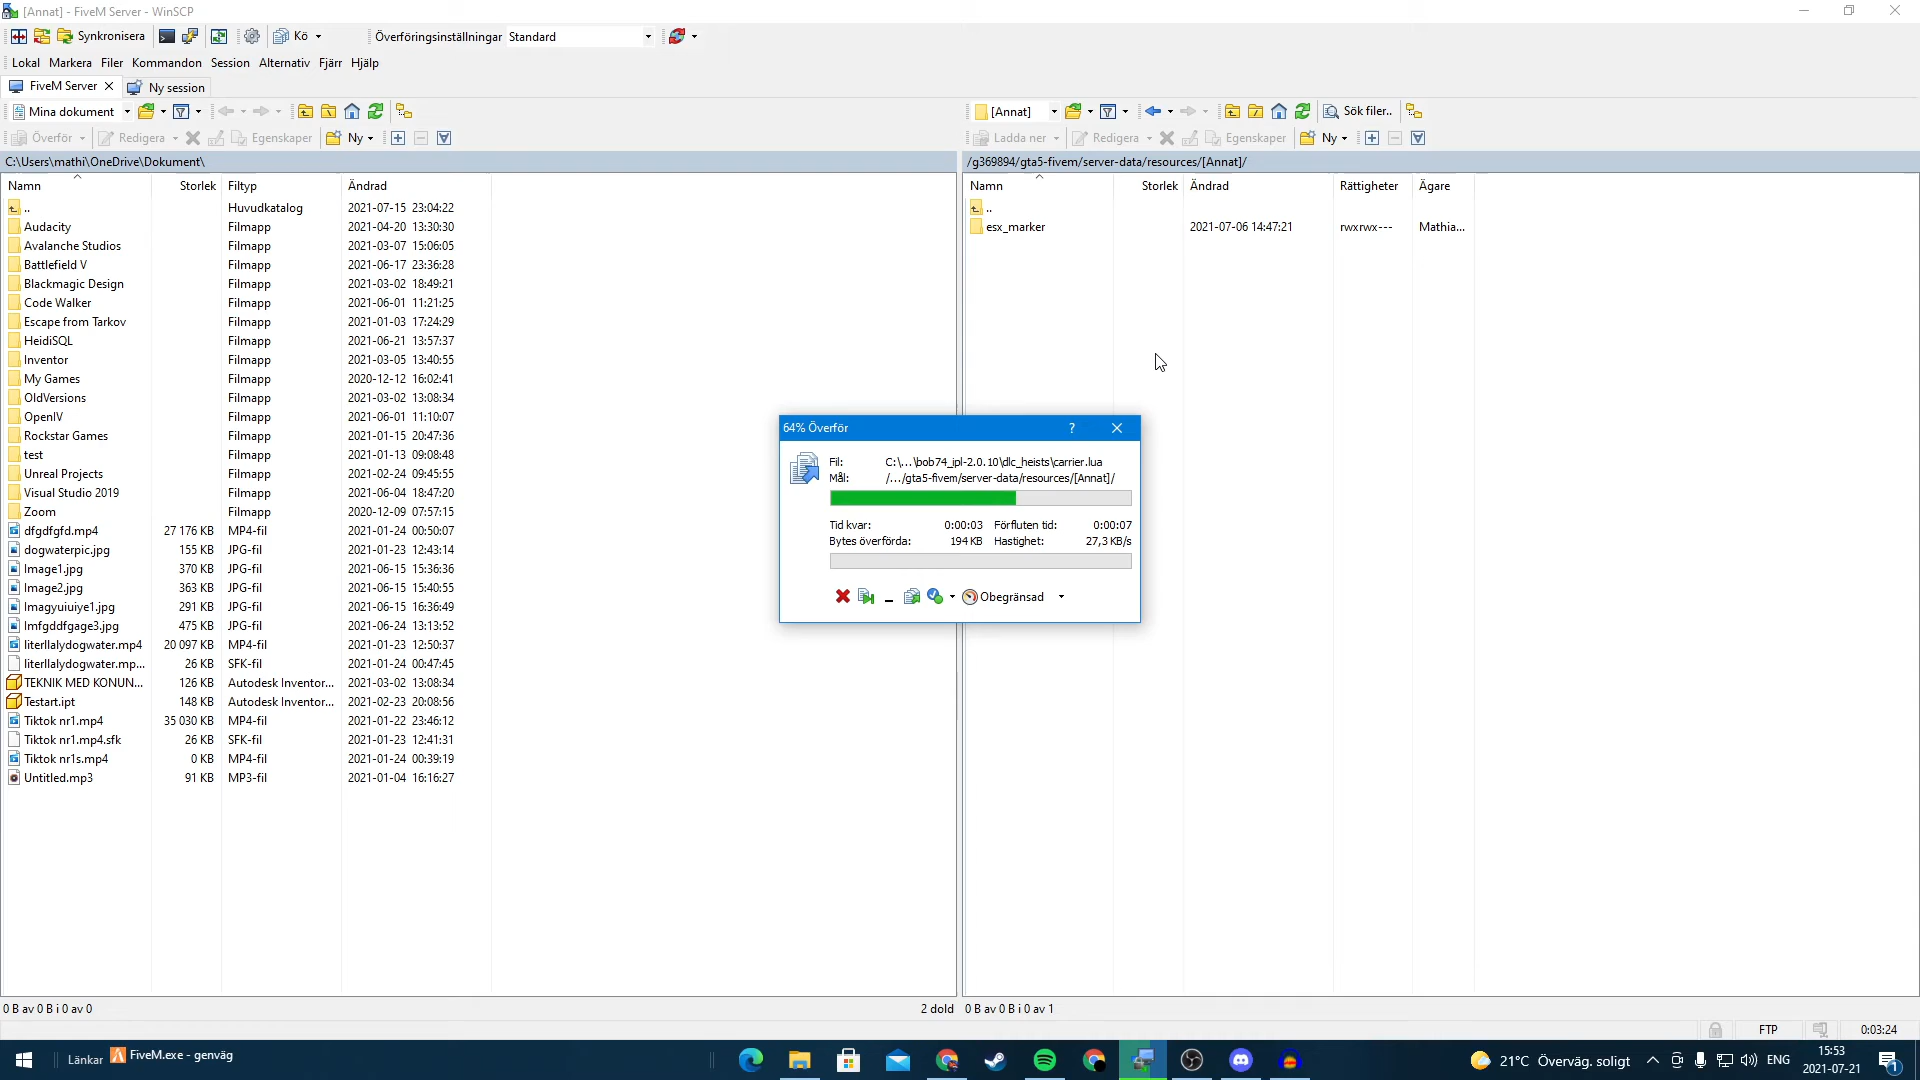 [Annat] - FiveM Server - WinSCP
Synkronisera
Kö
Överföringsinställningar Standard
Lokal Markera Filer Kommandon Session Alternativ Fjärr Hjälp
FiveM Server Ny session
Mina dokument
[Annat] Sök filer..
Överför Redigera Egenskaper Ny
Ladda ner Redigera Egenskaper Ny
C:\Users\mathi\OneDrive\Dokument\
/g369894/gta5-fivem/server-data/resources/[Annat]/
Namn Storlek Filtyp Ändrad
.. Huvudkatalog 2021-07-15 23:04:22
Audacity Filmapp 2021-04-20 13:30:30
Avalanche Studios Filmapp 2021-03-07 15:06:05
Battlefield V Filmapp 2021-06-17 23:36:28
Blackmagic Design Filmapp 2021-03-02 18:49:21
Code Walker Filmapp 2021-06-01 11:21:25
Escape from Tarkov Filmapp 2021-01-03 17:24:29
HeidiSQL Filmapp 2021-06-21 13:57:37
Inventor Filmapp 2021-03-05 13:40:55
My Games Filmapp 2020-12-12 16:02:41
OldVersions Filmapp 2021-03-02 13:08:34
OpenIV Filmapp 2021-06-01 11:10:07
Rockstar Games Filmapp 2021-01-15 20:47:36
test Filmapp 2021-01-13 09:08:48
Unreal Projects Filmapp 2021-02-24 09:45:55
Visual Studio 2019 Filmapp 2021-06-04 18:47:20
Zoom Filmapp 2020-12-09 07:57:15
dfgdfgfd.mp4 27 176 KB MP4-fil 2021-01-24 00:50:07
dogwaterpic.jpg 155 KB JPG-fil 2021-01-23 12:43:14
Image1.jpg 370 KB JPG-fil 2021-06-15 15:36:36
Image2.jpg 363 KB JPG-fil 2021-06-15 15:40:55
Imagyuiuiye1.jpg 291 KB JPG-fil 2021-06-15 16:36:49
Imfgddfgage3.jpg 475 KB JPG-fil 2021-06-24 13:13:52
literllalydogwater.mp4 20 097 KB MP4-fil 2021-01-23 12:50:37
literllalydogwater.mp... 26 KB SFK-fil 2021-01-24 00:47:45
TEKNIK MED KONUN... 126 KB Autodesk Inventor... 2021-03-02 13:08:34
Testart.ipt 148 KB Autodesk Inventor... 2021-02-23 20:08:56
Tiktok nr1.mp4 35 030 KB MP4-fil 2021-01-22 23:46:12
Tiktok nr1.mp4.sfk 26 KB SFK-fil 2021-01-23 12:41:31
Tiktok nr1s.mp4 0 KB MP4-fil 2021-01-24 00:39:19
Untitled.mp3 91 KB MP3-fil 2021-01-04 16:16:27
Namn Storlek Ändrad Rättigheter Ägare
..
esx_marker 2021-07-06 14:47:21 rwxrwx--- Mathia...
64% Överför ?
Fil: C:\...\bob74_ipl-2.0.10\dlc_heists\carrier.lua
Mål: /.../gta5-fivem/server-data/resources/[Annat]/
Tid kvar: 0:00:03 Förfluten tid: 0:00:07
Bytes överförda: 194 KB Hastighet: 27,3 KB/s
Obegränsad
0 B av 0 B i 0 av 0 2 dold
0 B av 0 B i 0 av 1
FTP 0:03:24
Länkar FiveM.exe - genväg
21°C Överväg. soligt ENG
15:53
2021-07-21
1